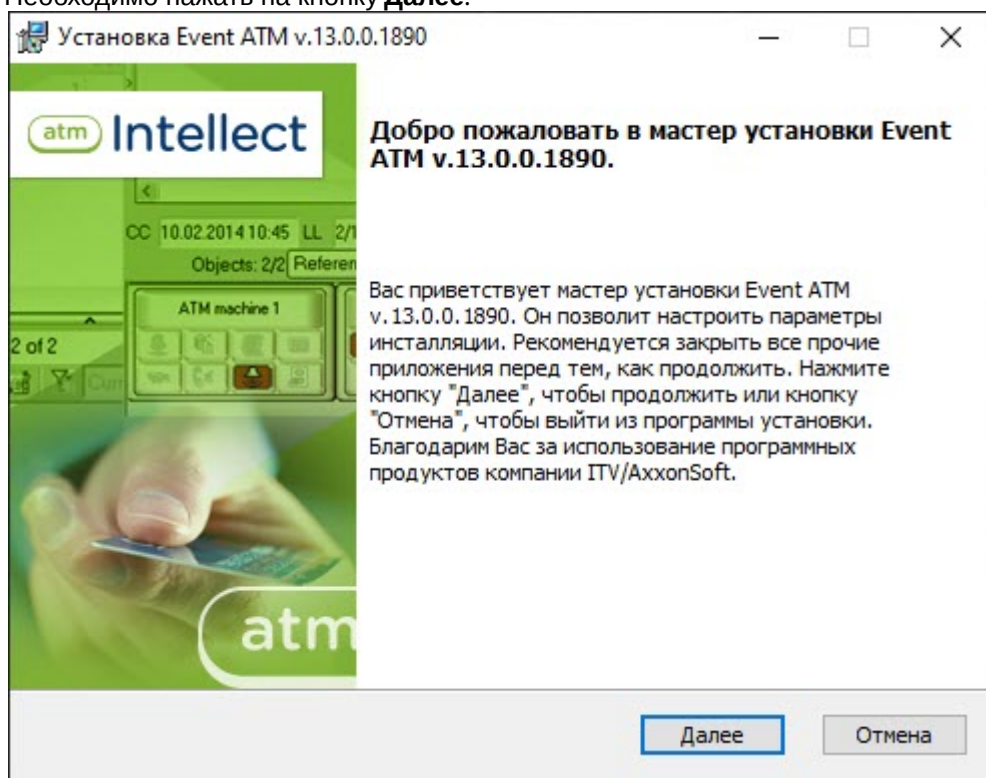 Необходимо нажать на кнопку Далее.
Установка Event ATM v.13.0.0.1890
atm Intellect
Добро пожаловать в мастер установки Event
ATM v.13.0.0.1890.
CC 10.02.2014 10:45 LL 2/1
Objects: 2/2 Referen
ATM machine 1
2 of 2
Curr
Вас приветствует мастер установки Event ATM
v.13.0.0.1890. Он позволит настроить параметры
инсталляции. Рекомендуется закрыть все прочие
приложения перед тем, как продолжить. Нажмите
кнопку "Далее", чтобы продолжить или кнопку
"Отмена", чтобы выйти из программы установки.
Благодарим Вас за использование программных
продуктов компании ITV/AxxonSoft.
atm
Далее
Отмена